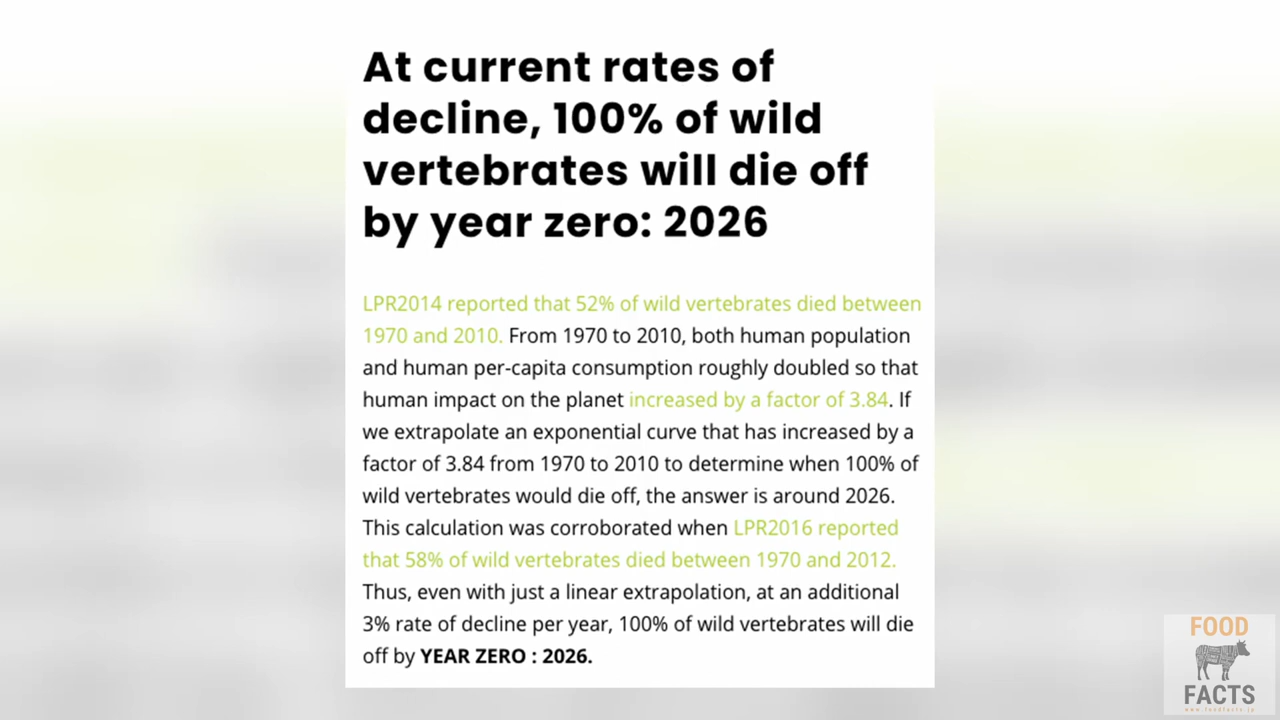 At current rates of
decline, 100% of wild
vertebrates will die off
by year zero: 2026
LPR2014 reported that 52% of wild vertebrates died between
1970 and 2010. From 1970 to 2010, both human population
and human per-capita consumption roughly doubled so that
human impact on the planet increased by a factor of 3.84. If
we extrapolate an exponential curve that has increased by a
factor of 3.84 from 1970 to 2010 to determine when 100% of
wild vertebrates would die off, the answer is around 2026.
This calculation was corroborated when LPR2016 reported
that 58% of wild vertebrates died between 1970 and 2012.
Thus, even with just a linear extrapolation, at an additional
3% rate of decline per year, 100% of wild vertebrates will die
off by YEAR ZERO : 2026.
FOOD
FACTS